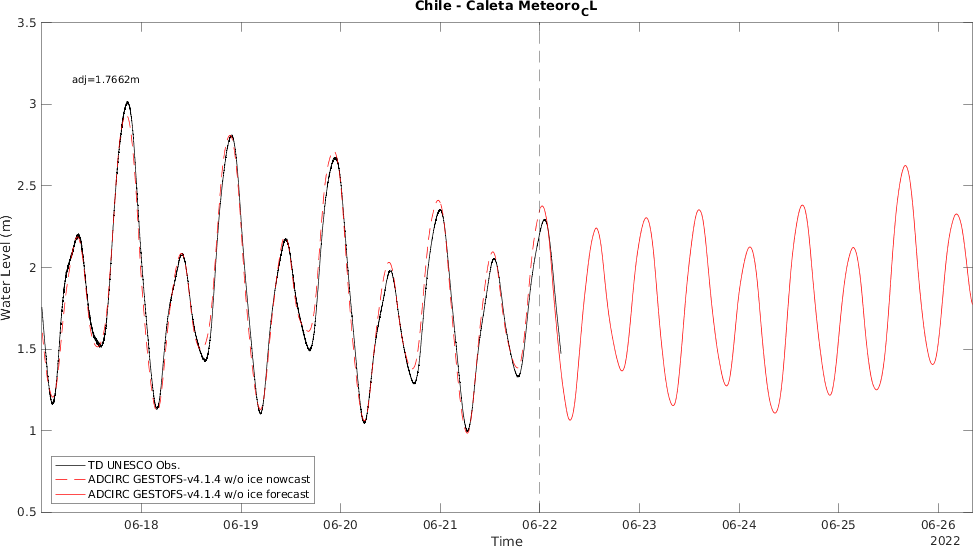 Chile - Caleta Meteoro_CL
adj=1.7662m
3.5
3
2.5
2
1.5
1
0.5
Water Level (m)
TD UNESCO Obs.
ADCIRC GESTOFS-v4.1.4 w/o ice nowcast
ADCIRC GESTOFS-v4.1.4 w/o ice forecast
06-18 06-19 06-20 06-21 06-22 06-23 06-24 06-25 06-26
Time
2022